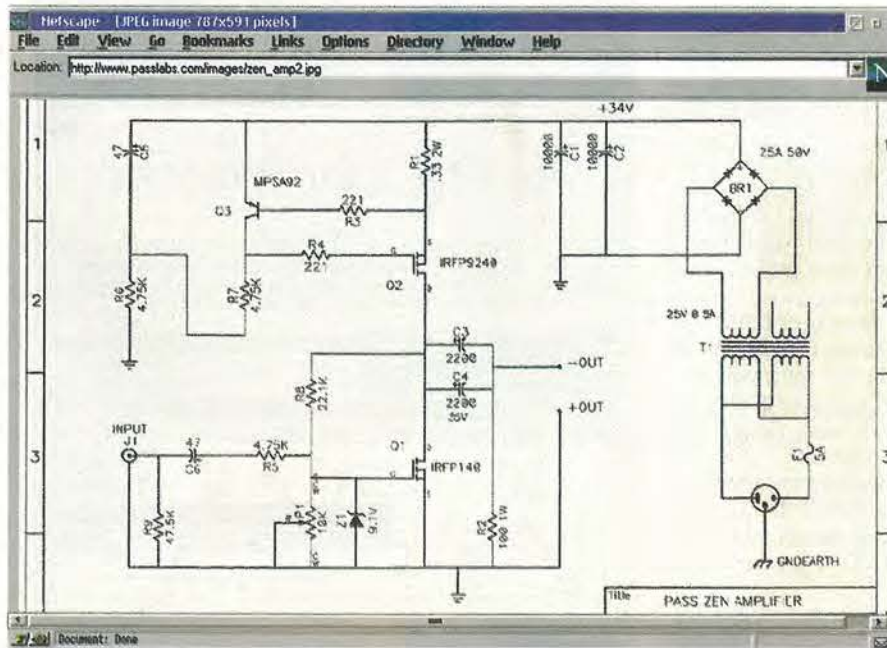 Netscape - [JPEG image 787x591 pixels]
File Edit View Go Bookmarks Links Options Directory Window Help
Location: http://www.passlabs.com/images/zen_amp2.jpg
+34V
1
47
C5
R1
.33 2W
10000
C1
10000
C2
25A 50V
BR1
1
MPSA92
Q3
221
R3
R4
221
G
S
IRFP9240
Q2
D
2
R6
4.75K
R7
4.75K
25V @ 5A
T1
2
C3
2200
-OUT
C4
2200
35V
+OUT
R8
22.1K
INPUT
J1
47
C6
4.75K
R5
Q1
D
G
IRFP140
3
R9
47.5K
P1
10K
Z1
9.1V
R2
100 1W
F1
5A
3
GNDEARTH
Title
PASS ZEN AMPLIFIER
Document: Done